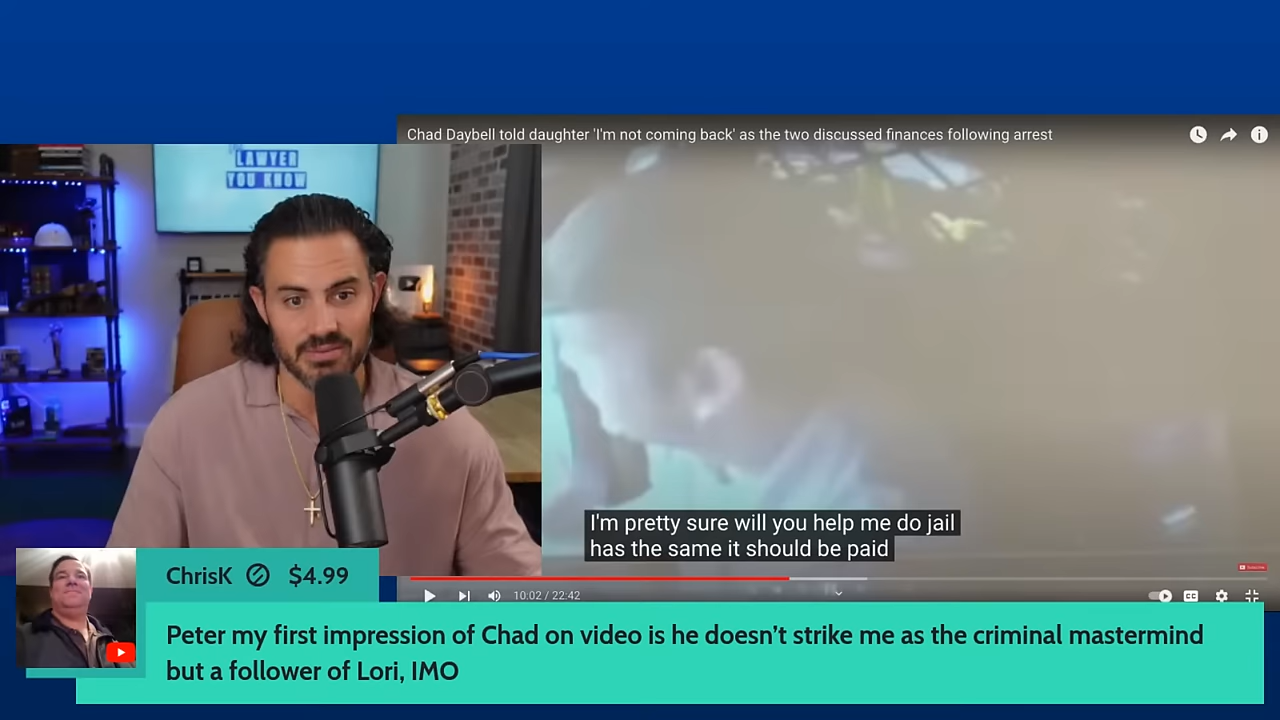 Chad Daybell told daughter 'I'm not coming back' as the two discussed finances following arrest
LAWYER
YOU KNOW
I'm pretty sure will you help me do jail
has the same it should be paid
Subscribe
10:02 / 22:42
CC
ChrisK $4.99
Peter my first impression of Chad on video is he doesn’t strike me as the criminal mastermind
but a follower of Lori, IMO